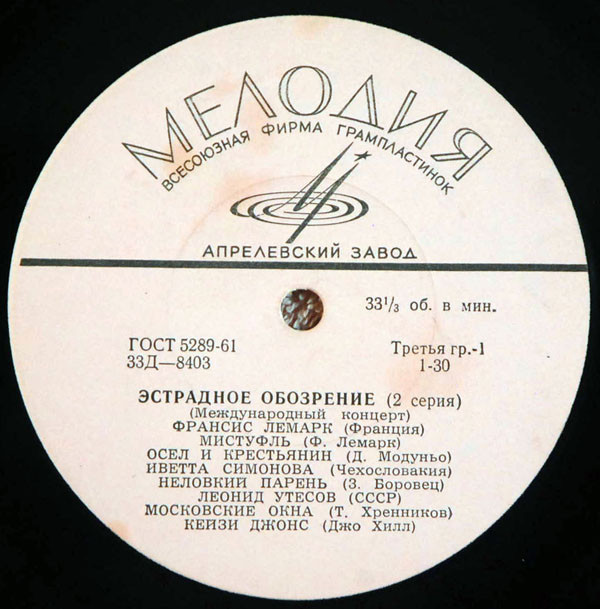 МЕЛОДИЯ
ВСЕСОЮЗНАЯ ФИРМА ГРАМПЛАСТИНОК
АПРЕЛЕВСКИЙ ЗАВОД
33¹/₃ об. в мин.
ГОСТ 5289-61 Третья гр.-1
33Д—8403 1-30
ЭСТРАДНОЕ ОБОЗРЕНИЕ (2 серия)
(Международный концерт)
ФРАНСИС ЛЕМАРК (Франция)
МИСТУФЛЬ (Ф. Лемарк)
ОСЕЛ И КРЕСТЬЯНИН (Д. Модуньо)
ИВЕТТА СИМОНОВА (Чехословакия)
НЕЛОВКИЙ ПАРЕНЬ (З. Боровец)
ЛЕОНИД УТЕСОВ (СССР)
МОСКОВСКИЕ ОКНА (Т. Хренников)
КЕЙЗИ ДЖОНС (Джо Хилл)